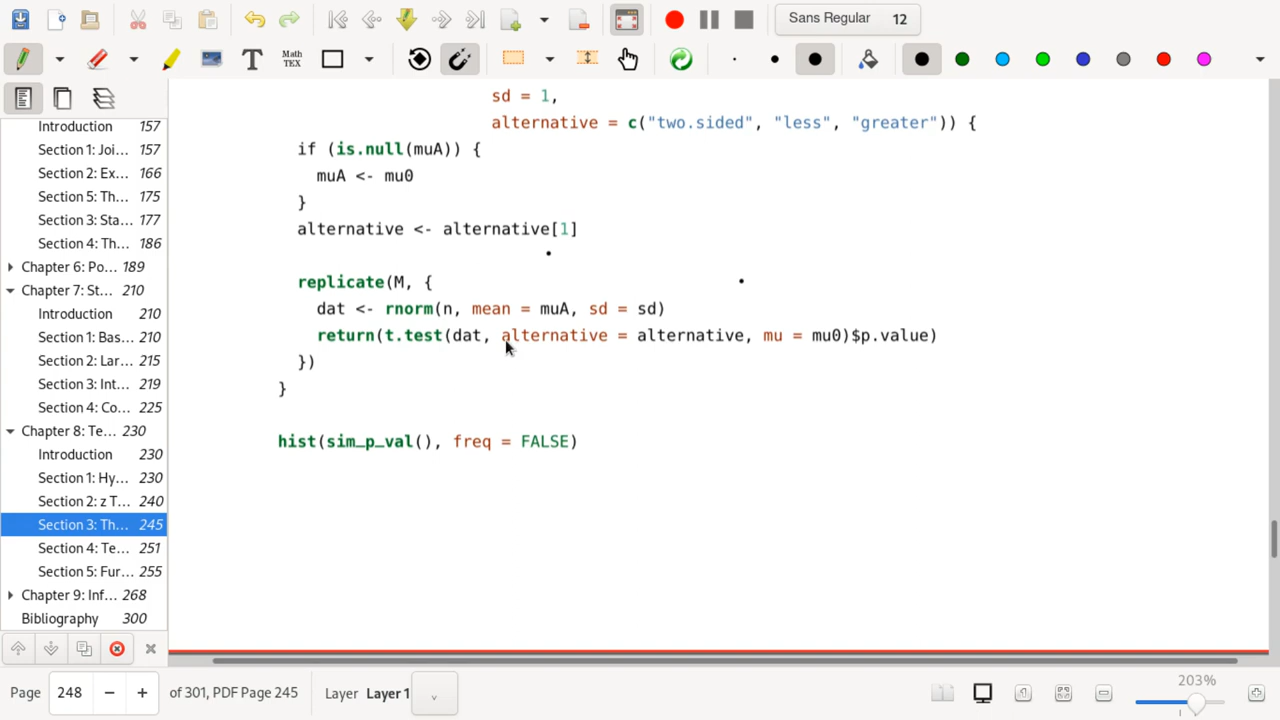 Sans Regular 12
T Math TEX
Introduction 157
Section 1: Joi... 157
Section 2: Ex... 166
Section 5: Th... 175
Section 3: Sta... 177
Section 4: Th... 186
Chapter 6: Po... 189
Chapter 7: St... 210
Introduction 210
Section 1: Bas... 210
Section 2: Lar... 215
Section 3: Int... 219
Section 4: Co... 225
Chapter 8: Te... 230
Introduction 230
Section 1: Hy... 230
Section 2: z T... 240
Section 3: Th... 245
Section 4: Te... 251
Section 5: Fur... 255
Chapter 9: Inf... 268
Bibliography 300
sd = 1,
alternative = c("two.sided", "less", "greater")) {
if (is.null(muA)) {
muA <- mu0
}
alternative <- alternative[1]
replicate(M, {
dat <- rnorm(n, mean = muA, sd = sd)
return(t.test(dat, alternative = alternative, mu = mu0)$p.value)
})
}
hist(sim_p_val(), freq = FALSE)
Page 248 of 301, PDF Page 245 Layer Layer 1 203%